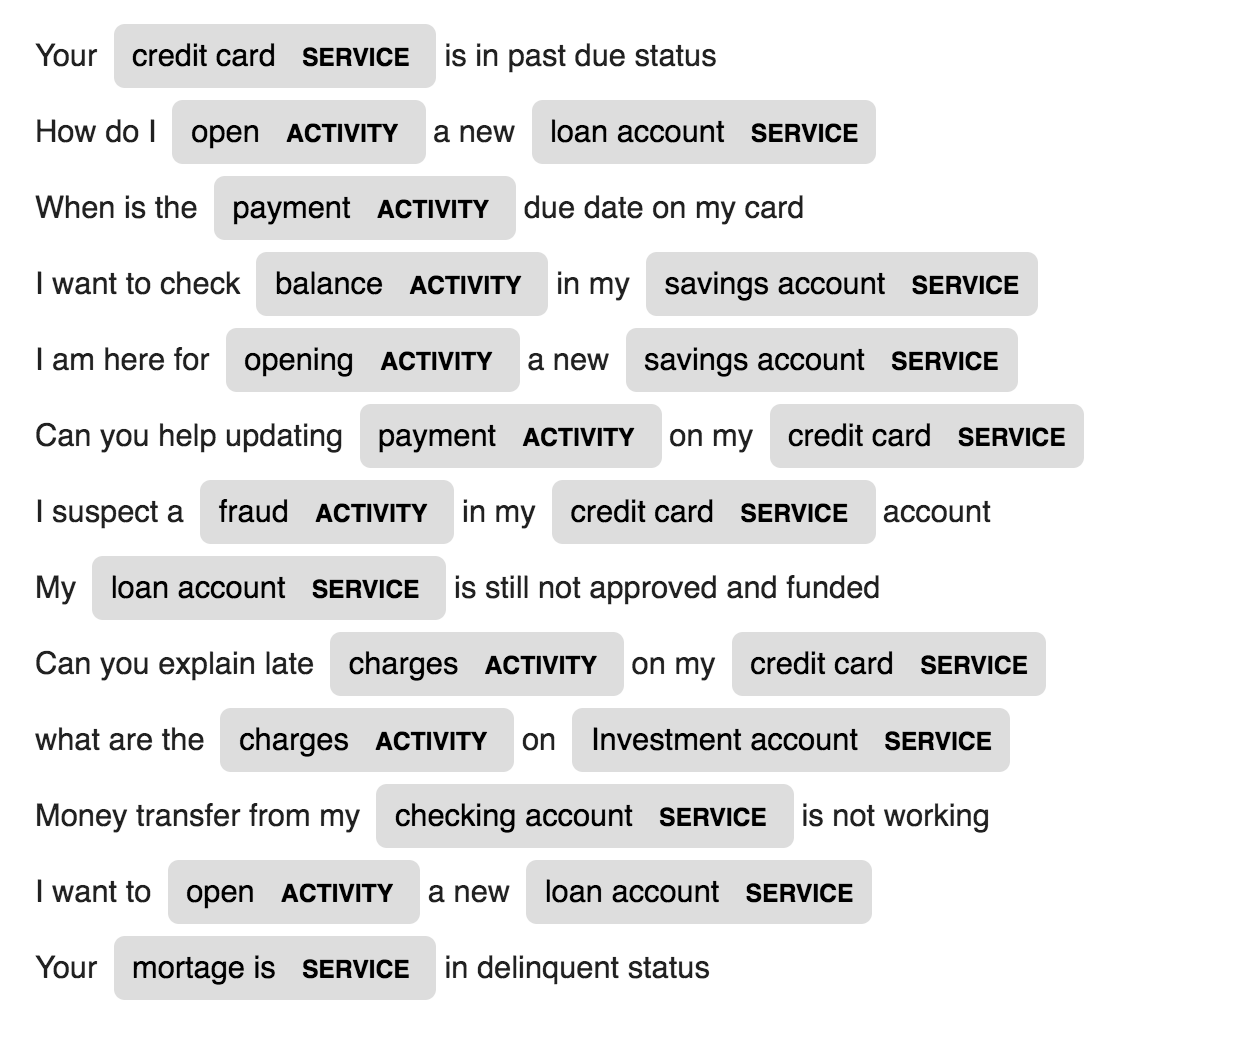 Your credit card SERVICE is in past due status
How do I open ACTIVITY a new loan account SERVICE
When is the payment ACTIVITY due date on my card
I want to check balance ACTIVITY in my savings account SERVICE
I am here for opening ACTIVITY a new savings account SERVICE
Can you help updating payment ACTIVITY on my credit card SERVICE
I suspect a fraud ACTIVITY in my credit card SERVICE account
My loan account SERVICE is still not approved and funded
Can you explain late charges ACTIVITY on my credit card SERVICE
what are the charges ACTIVITY on Investment account SERVICE
Money transfer from my checking account SERVICE is not working
I want to open ACTIVITY a new loan account SERVICE
Your mortage is SERVICE in delinquent status